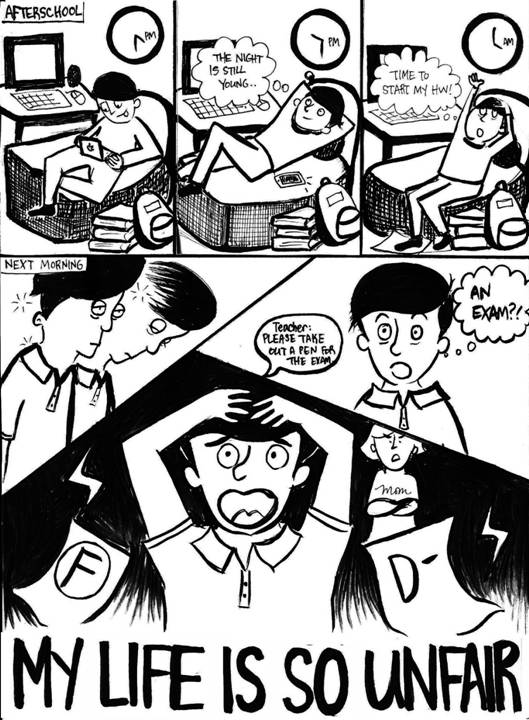 AFTERSCHOOL
PM
THE NIGHT
IS STILL
YOUNG..
PM
TIME TO
START MY HW!
AM
NEXT MORNING
Teacher:
PLEASE TAKE
OUT A PEN FOR
THE EXAM.
AN
EXAM?!
mom
F
D-
MY LIFE IS SO UNFAIR